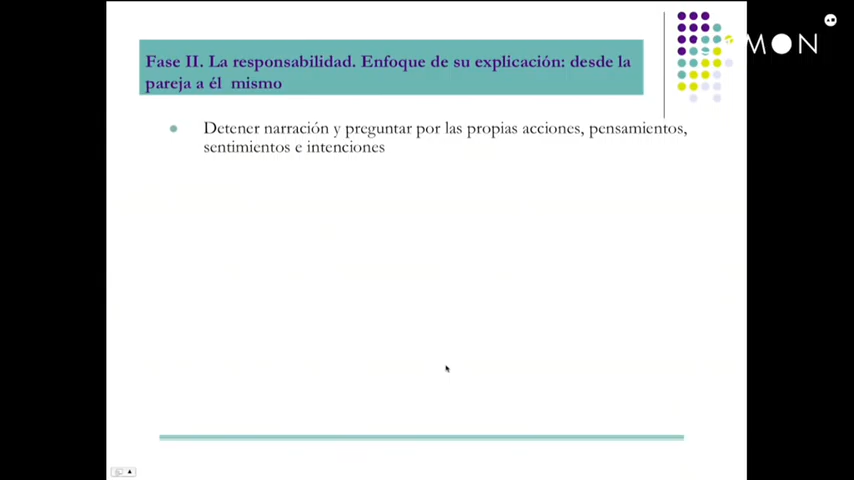 MON
Fase II. La responsabilidad. Enfoque de su explicación: desde la
pareja a él mismo
Detener narración y preguntar por las propias acciones, pensamientos,
sentimientos e intenciones